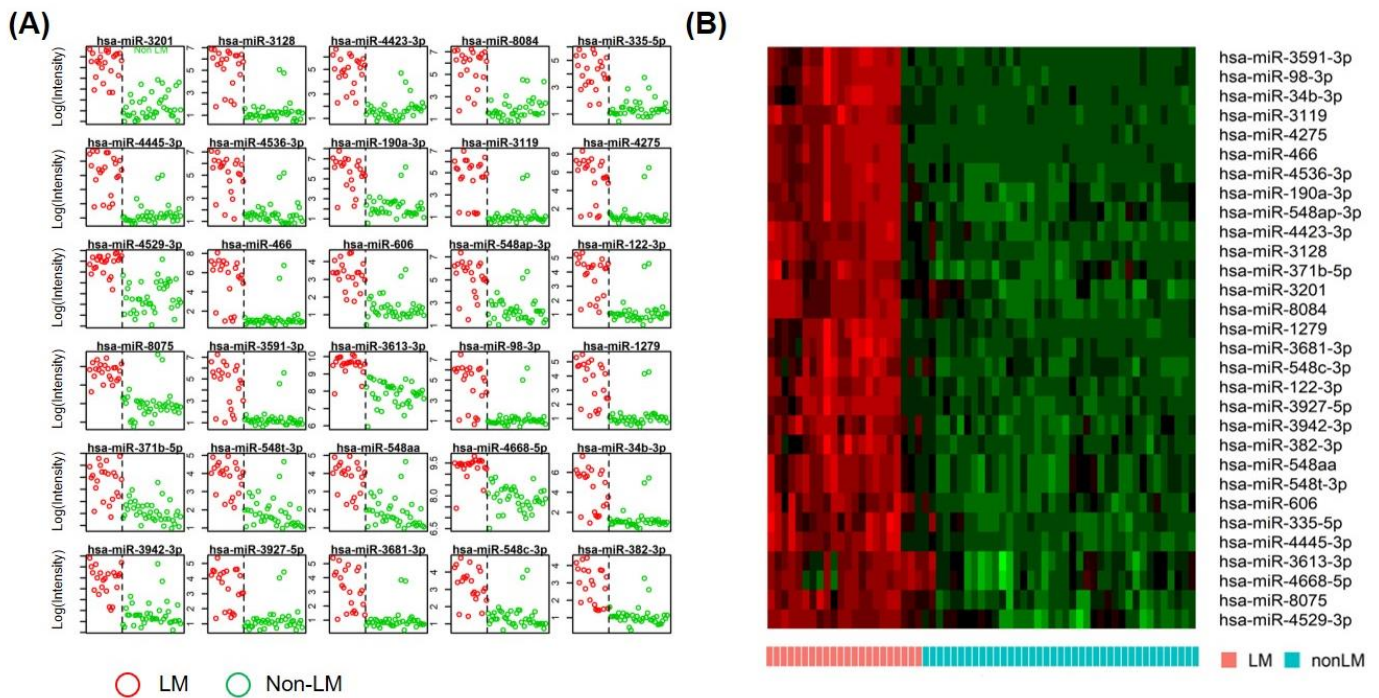 (A)
(B)
hsa-miR-3201 hsa-miR-3128 hsa-miR-4423-3p hsa-miR-8084 hsa-miR-335-5p
Non LM
Log(Intensity)
hsa-miR-4445-3p hsa-miR-4536-3p hsa-miR-190a-3p hsa-miR-3119 hsa-miR-4275
Log(Intensity)
hsa-miR-4529-3p hsa-miR-466 hsa-miR-606 hsa-miR-548ap-3p hsa-miR-122-3p
Log(Intensity)
hsa-miR-8075 hsa-miR-3591-3p hsa-miR-3613-3p hsa-miR-98-3p hsa-miR-1279
Log(Intensity)
hsa-miR-371b-5p hsa-miR-548t-3p hsa-miR-548aa hsa-miR-4668-5p hsa-miR-34b-3p
Log(Intensity)
hsa-miR-3942-3p hsa-miR-3927-5p hsa-miR-3681-3p hsa-miR-548c-3p hsa-miR-382-3p
Log(Intensity)
LM Non-LM
hsa-miR-3591-3p
hsa-miR-98-3p
hsa-miR-34b-3p
hsa-miR-3119
hsa-miR-4275
hsa-miR-466
hsa-miR-4536-3p
hsa-miR-190a-3p
hsa-miR-548ap-3p
hsa-miR-4423-3p
hsa-miR-3128
hsa-miR-371b-5p
hsa-miR-3201
hsa-miR-8084
hsa-miR-1279
hsa-miR-3681-3p
hsa-miR-548c-3p
hsa-miR-122-3p
hsa-miR-3927-5p
hsa-miR-3942-3p
hsa-miR-382-3p
hsa-miR-548aa
hsa-miR-548t-3p
hsa-miR-606
hsa-miR-335-5p
hsa-miR-4445-3p
hsa-miR-3613-3p
hsa-miR-4668-5p
hsa-miR-8075
hsa-miR-4529-3p
LM nonLM